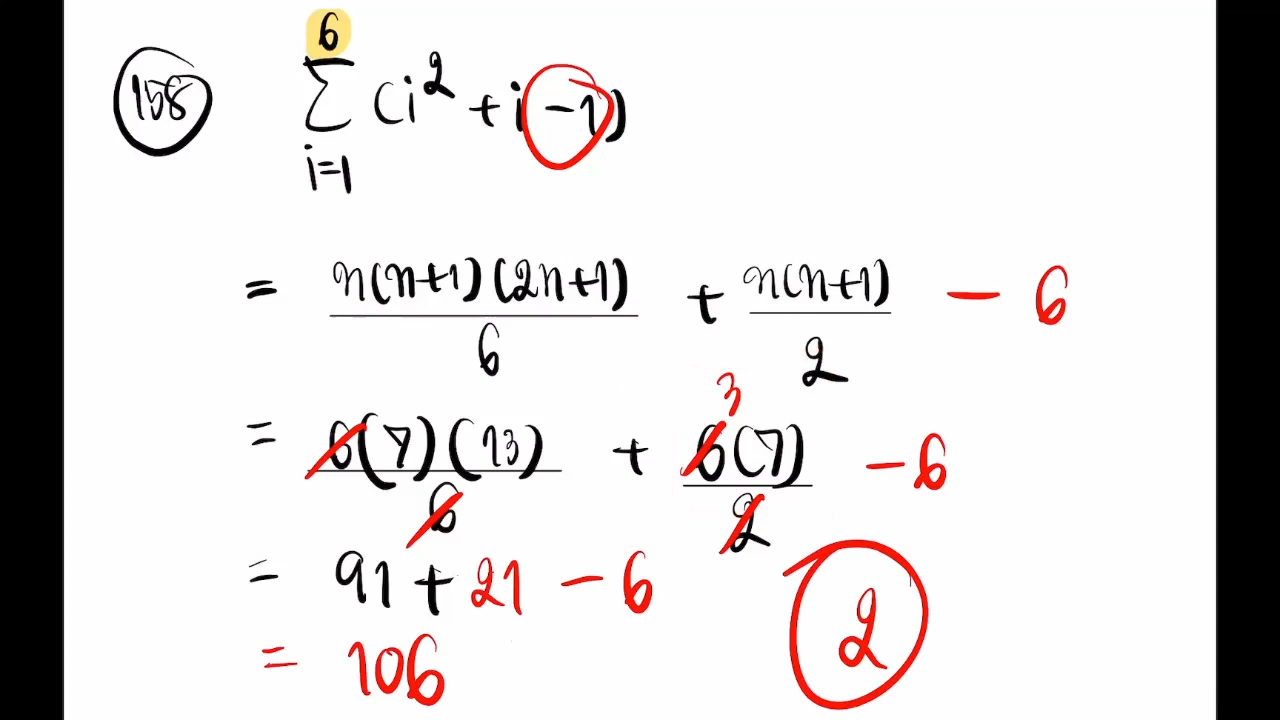 158
6
∑ (i² + i - 1)
i=1
= n(n+1)(2n+1)/6 + n(n+1)/2 - 6
3
= 6(7)(13)/6 + 6(7)/2 - 6
= 91 + 21 - 6
= 106
2